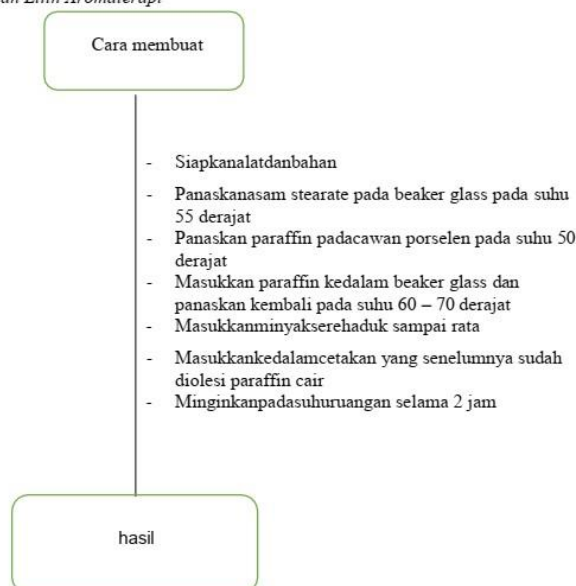 Cara membuat
- Siapkanalatdanbahan
- Panaskanasam stearate pada beaker glass pada suhu
55 derajat
- Panaskan paraffin padacawan porselen pada suhu 50
derajat
- Masukkan paraffin kedalam beaker glass dan
panaskan kembali pada suhu 60 – 70 derajat
- Masukkanminyakserehaduk sampai rata
- Masukkankedalamcetakan yang senelumnya sudah
diolesi paraffin cair
- Minginkanpadasuhuruangan selama 2 jam
hasil